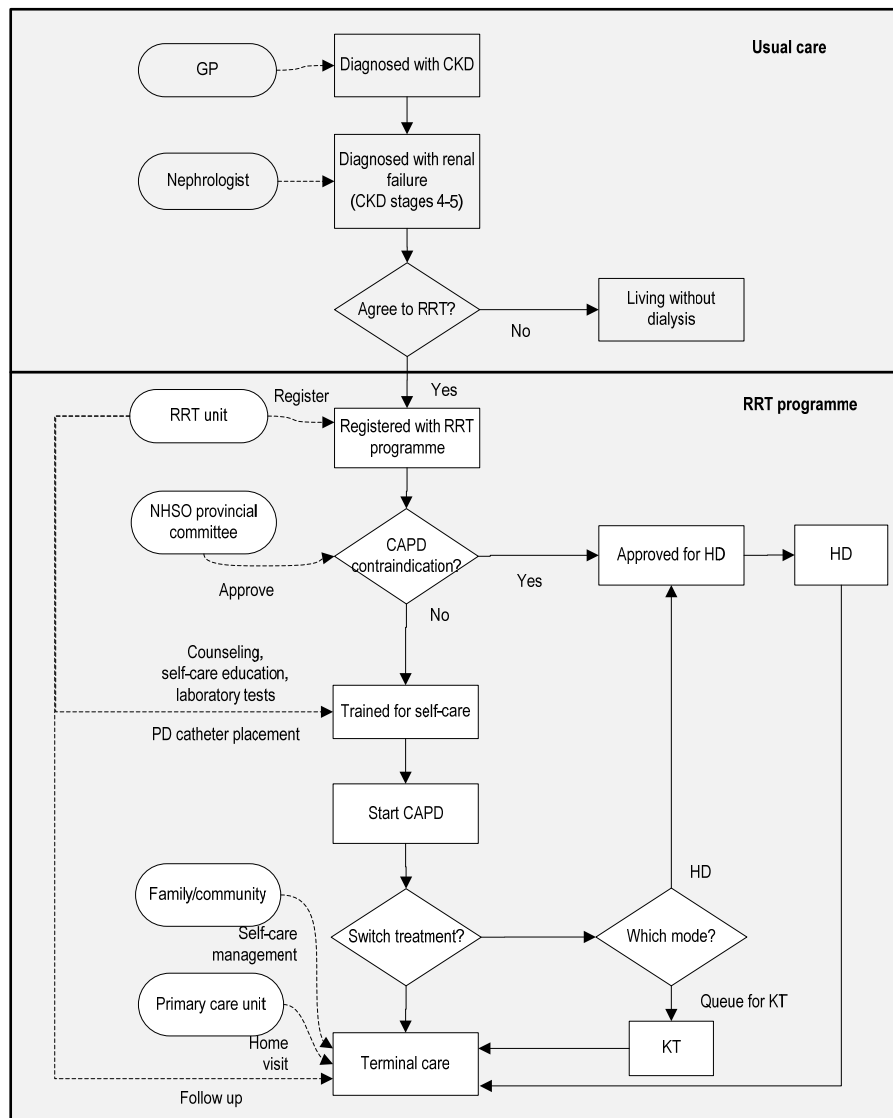 Usual care
GP
Diagnosed with CKD
Nephrologist
Diagnosed with renal
failure
(CKD stages 4-5)
Agree to RRT?
No
Living without
dialysis
Yes
RRT programme
RRT unit
Register
Registered with RRT
programme
NHSO provincial
committee
Approve
CAPD
contraindication?
Yes
Approved for HD
HD
No
Counseling,
self-care education,
laboratory tests
PD catheter placement
Trained for self-care
Start CAPD
HD
Family/community
Self-care
management
Switch treatment?
Which mode?
Queue for KT
Primary care unit
Home
visit
Terminal care
KT
Follow up